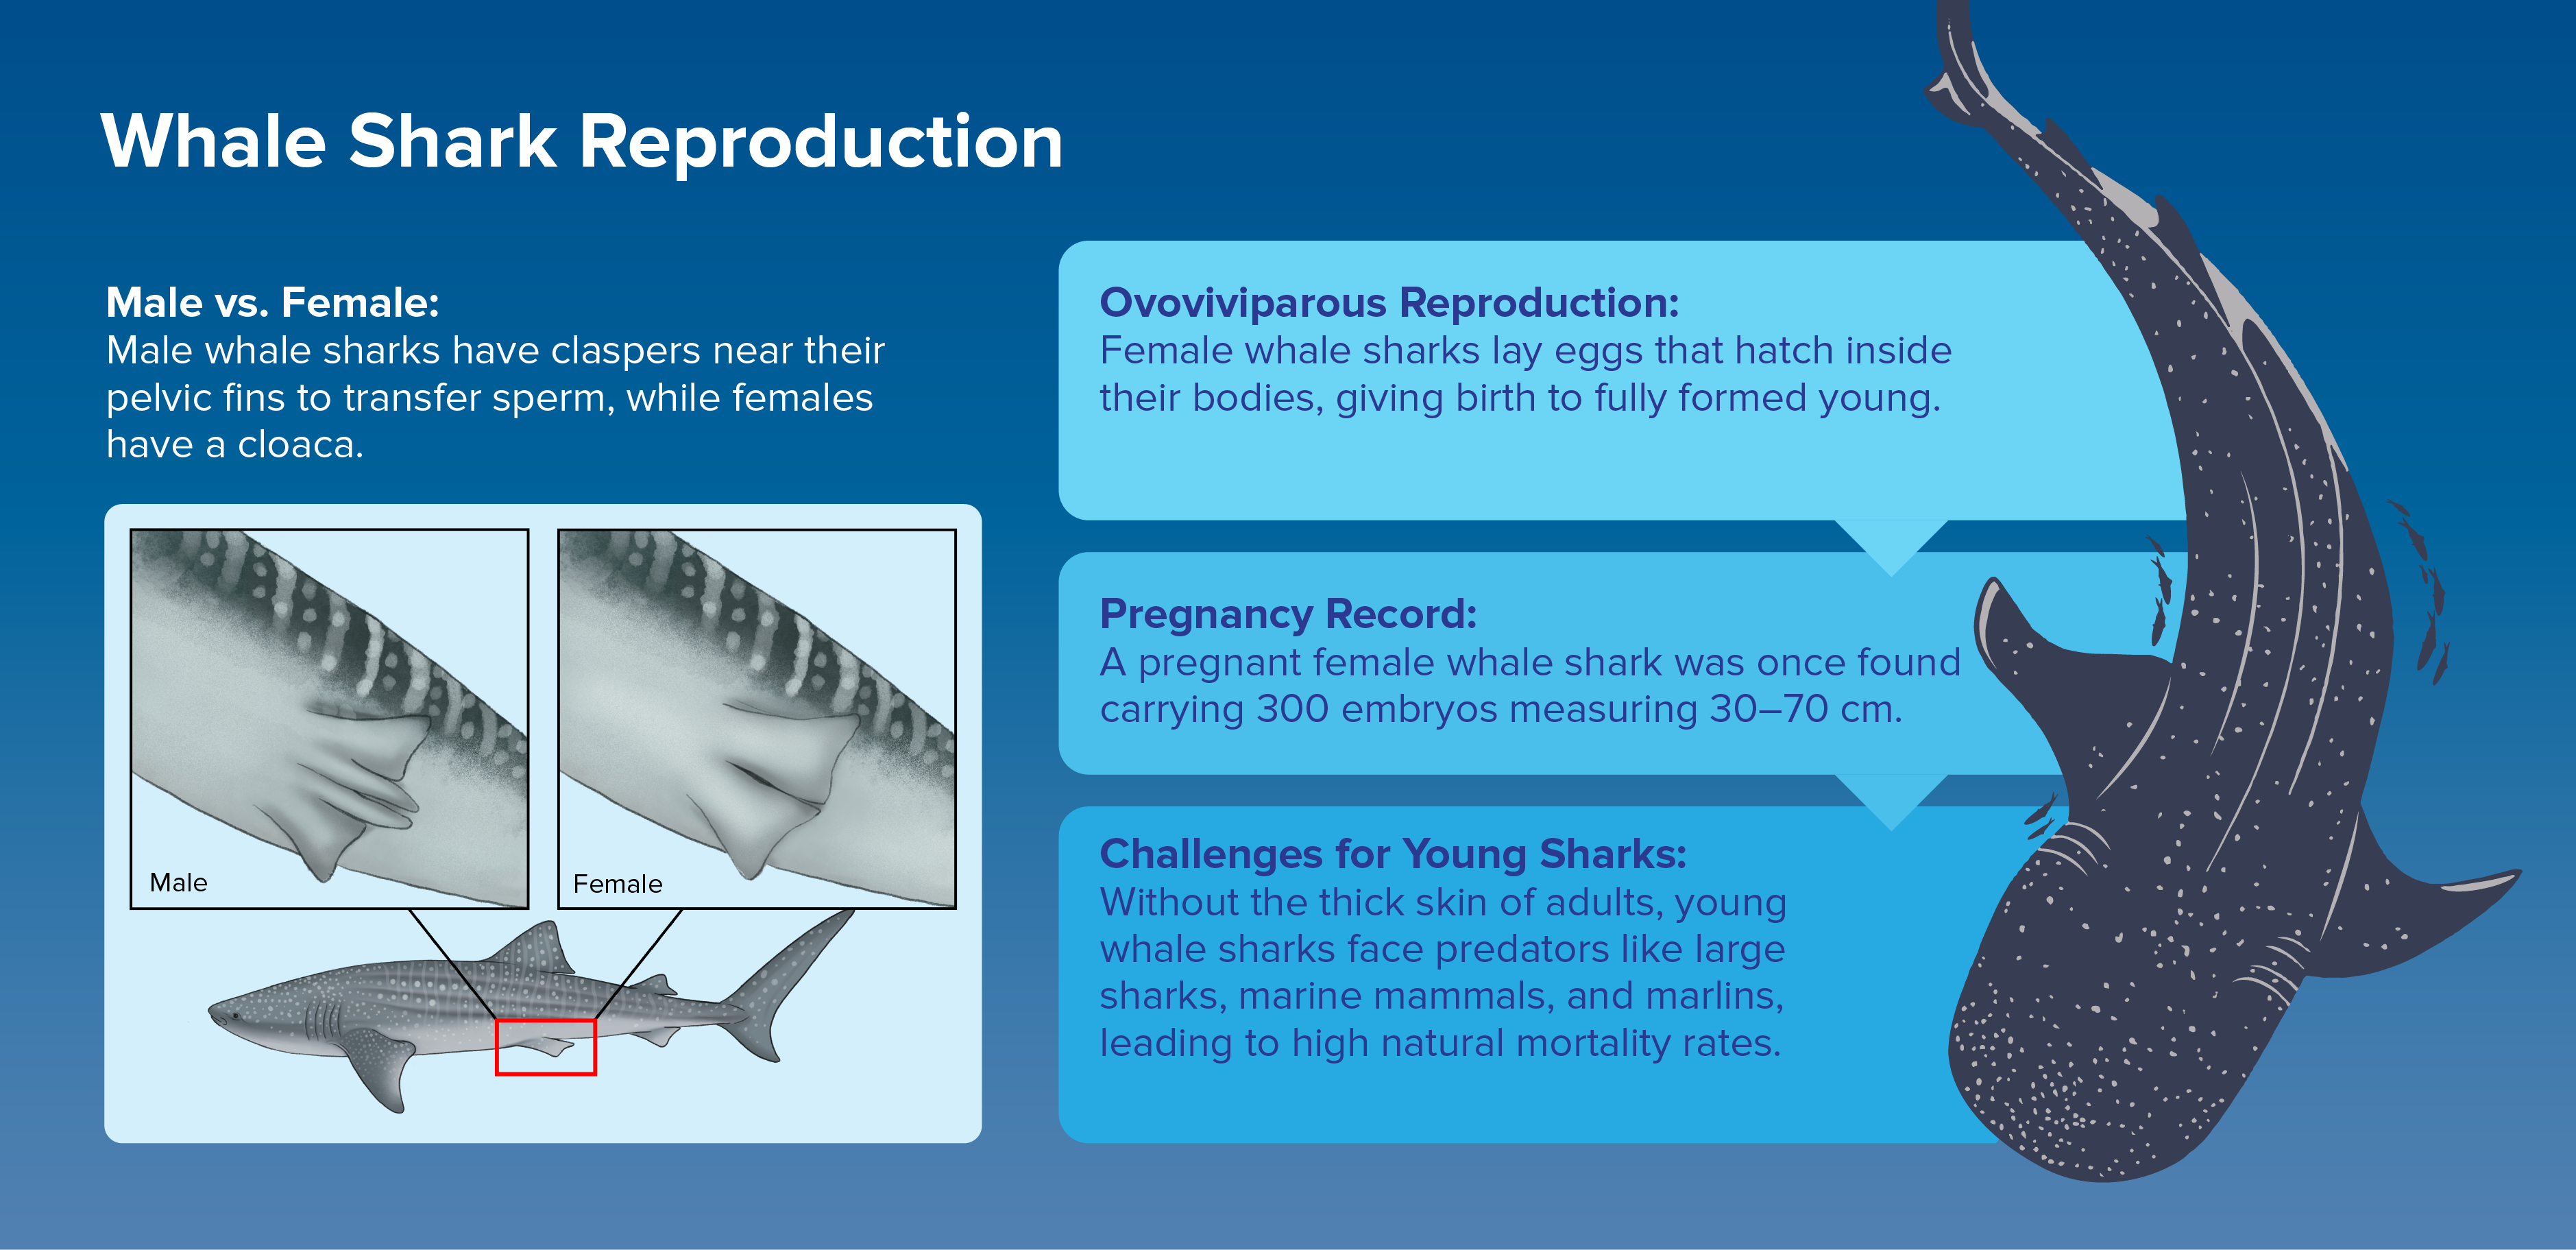 Whale Shark Reproduction
Male vs. Female:
Male whale sharks have claspers near their
pelvic fins to transfer sperm, while females
have a cloaca.
Male
Female
Ovoviviparous Reproduction:
Female whale sharks lay eggs that hatch inside
their bodies, giving birth to fully formed young.
Pregnancy Record:
A pregnant female whale shark was once found
carrying 300 embryos measuring 30–70 cm.
Challenges for Young Sharks:
Without the thick skin of adults, young
whale sharks face predators like large
sharks, marine mammals, and marlins,
leading to high natural mortality rates.